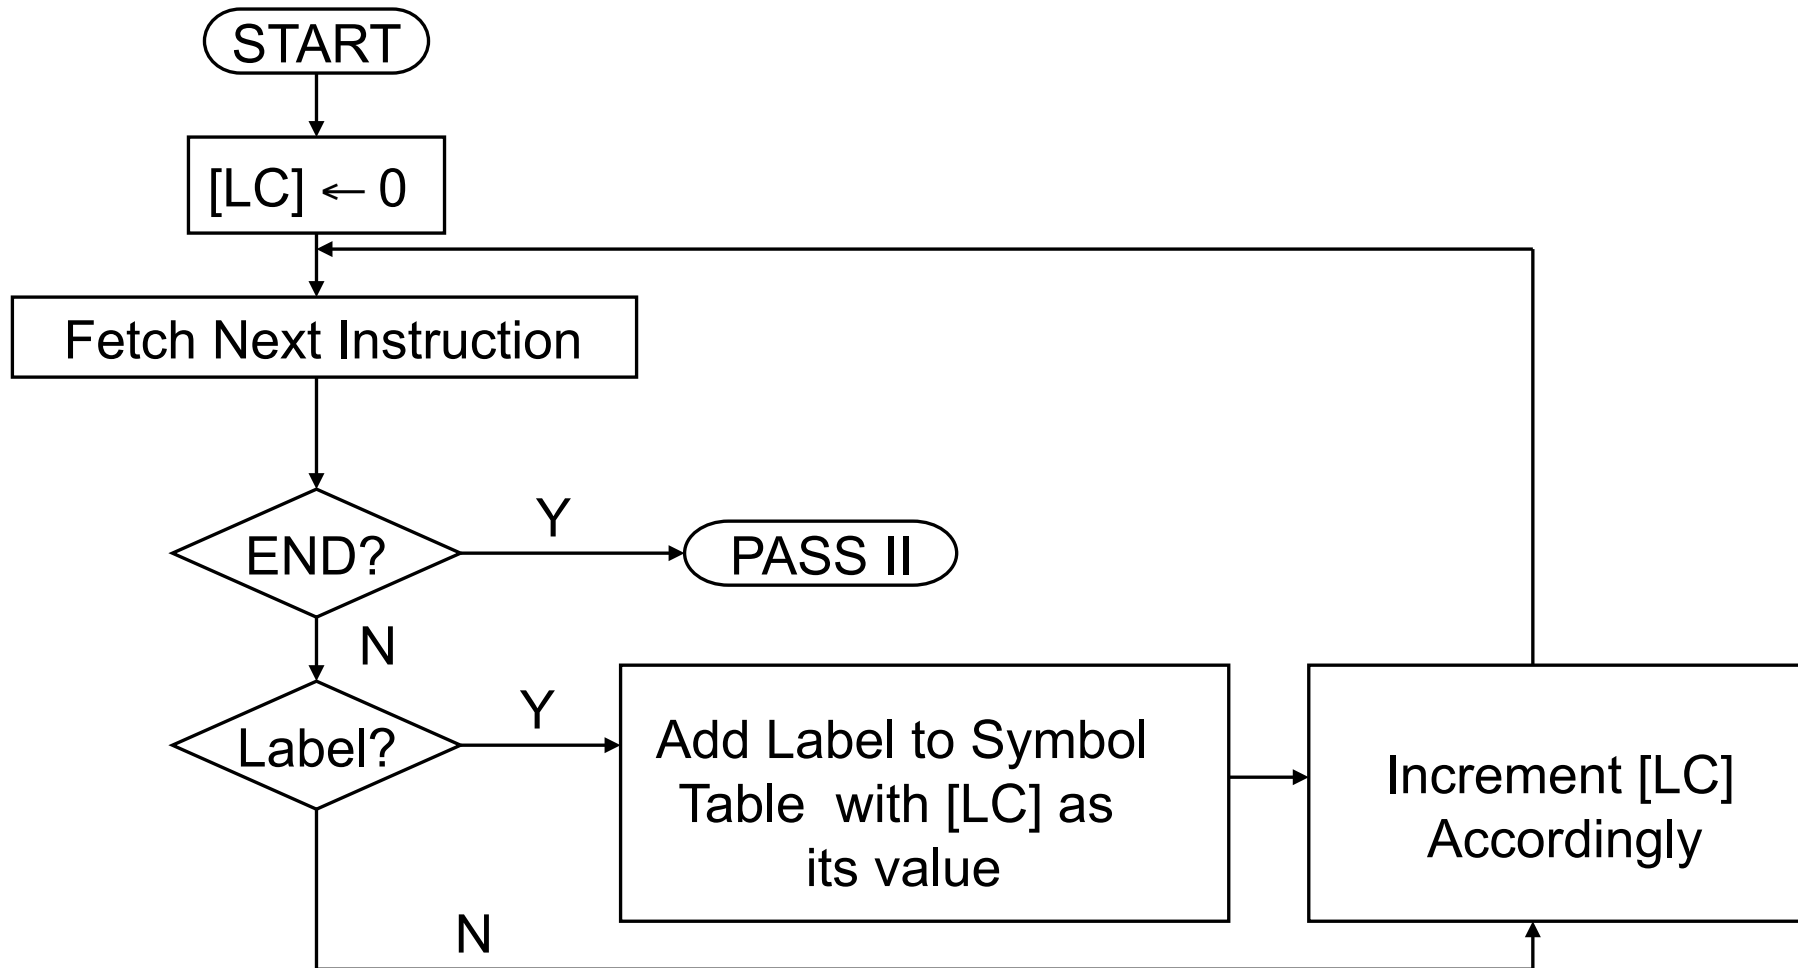 START
[LC] ← 0
Fetch Next Instruction
END?
Y
PASS II
N
Label?
Y
Add Label to Symbol
Table with [LC] as
its value
Increment [LC]
Accordingly
N